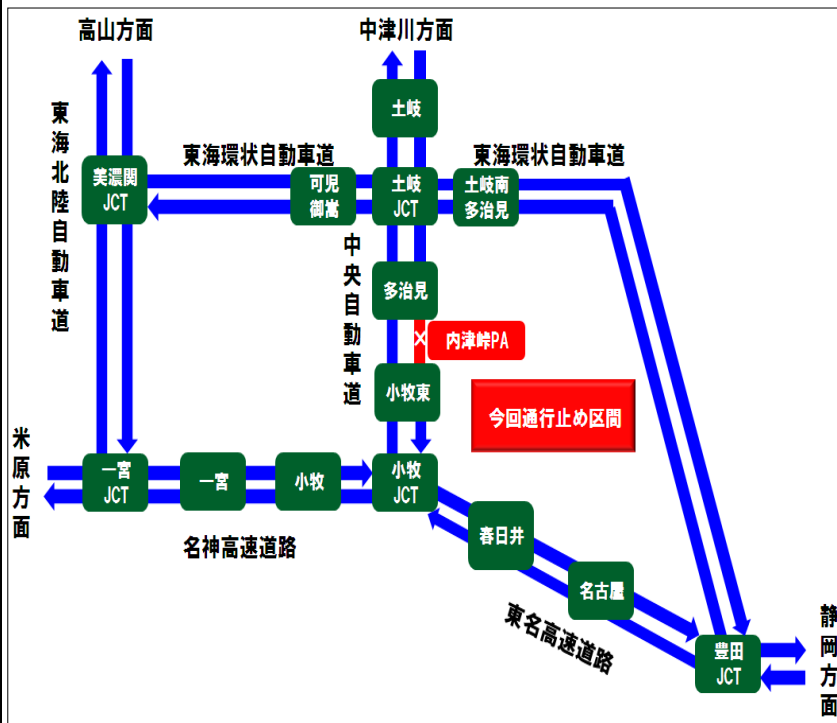 高山方面
中津川方面
土岐
東海北陸自動車道
東海環状自動車道
東海環状自動車道
美濃関
JCT
可児
御嵩
土岐
JCT
土岐南
多治見
中央自動車道
多治見
×
内津峠PA
小牧東
今回通行止め区間
米原方面
一宮
JCT
一宮
小牧
小牧
JCT
春日井
名神高速道路
名古屋
東名高速道路
豊田
JCT
静岡方面